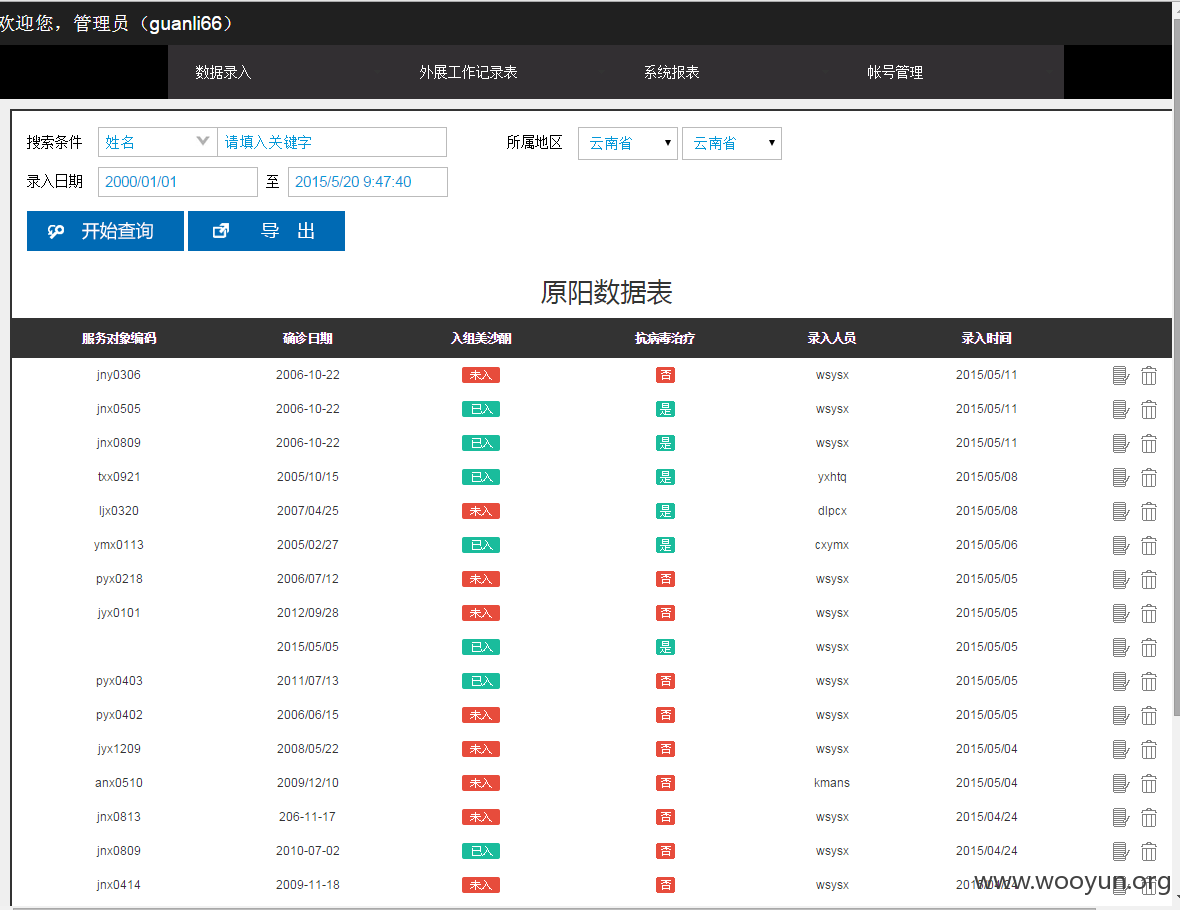 欢迎您，管理员（guanli66）
数据录入 外展工作记录表 系统报表 帐号管理
搜索条件 姓名 请填入关键字 所属地区 云南省 云南省
录入日期 2000/01/01 至 2015/5/20 9:47:40
开始查询 导 出
原阳数据表
服务对象编码 确诊日期 入组美沙酮 抗病毒治疗 录入人员 录入时间
jny0306 2006-10-22 未入 否 wsysx 2015/05/11
jnx0505 2006-10-22 已入 是 wsysx 2015/05/11
jnx0809 2006-10-22 已入 是 wsysx 2015/05/11
txx0921 2005/10/15 已入 是 yxhtq 2015/05/08
ljx0320 2007/04/25 未入 是 dlpcx 2015/05/08
ymx0113 2005/02/27 已入 是 cxymx 2015/05/06
pyx0218 2006/07/12 未入 否 wsysx 2015/05/05
jyx0101 2012/09/28 未入 否 wsysx 2015/05/05
2015/05/05 已入 是 wsysx 2015/05/05
pyx0403 2011/07/13 已入 否 wsysx 2015/05/05
pyx0402 2006/06/15 未入 否 wsysx 2015/05/05
jyx1209 2008/05/22 未入 否 wsysx 2015/05/04
anx0510 2009/12/10 未入 否 kmans 2015/05/04
jnx0813 206-11-17 未入 否 wsysx 2015/04/24
jnx0809 2010-07-02 已入 否 wsysx 2015/04/24
jnx0414 2009-11-18 未入 否 wsysx 2015/04/24
www.wooyun.org